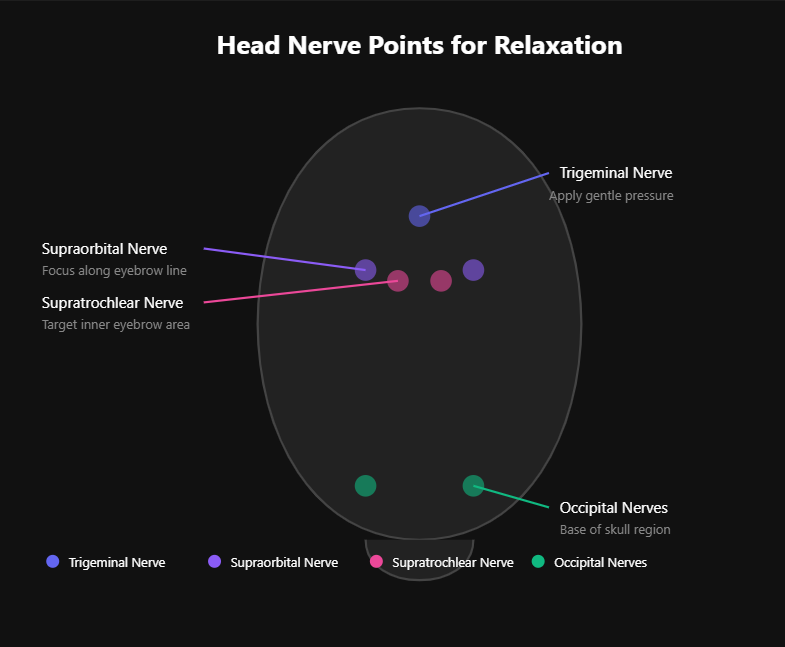 Head Nerve Points for Relaxation
Trigeminal Nerve
Apply gentle pressure
Supraorbital Nerve
Focus along eyebrow line
Supratrochlear Nerve
Target inner eyebrow area
Occipital Nerves
Base of skull region
Trigeminal Nerve
Supraorbital Nerve
Supratrochlear Nerve
Occipital Nerves